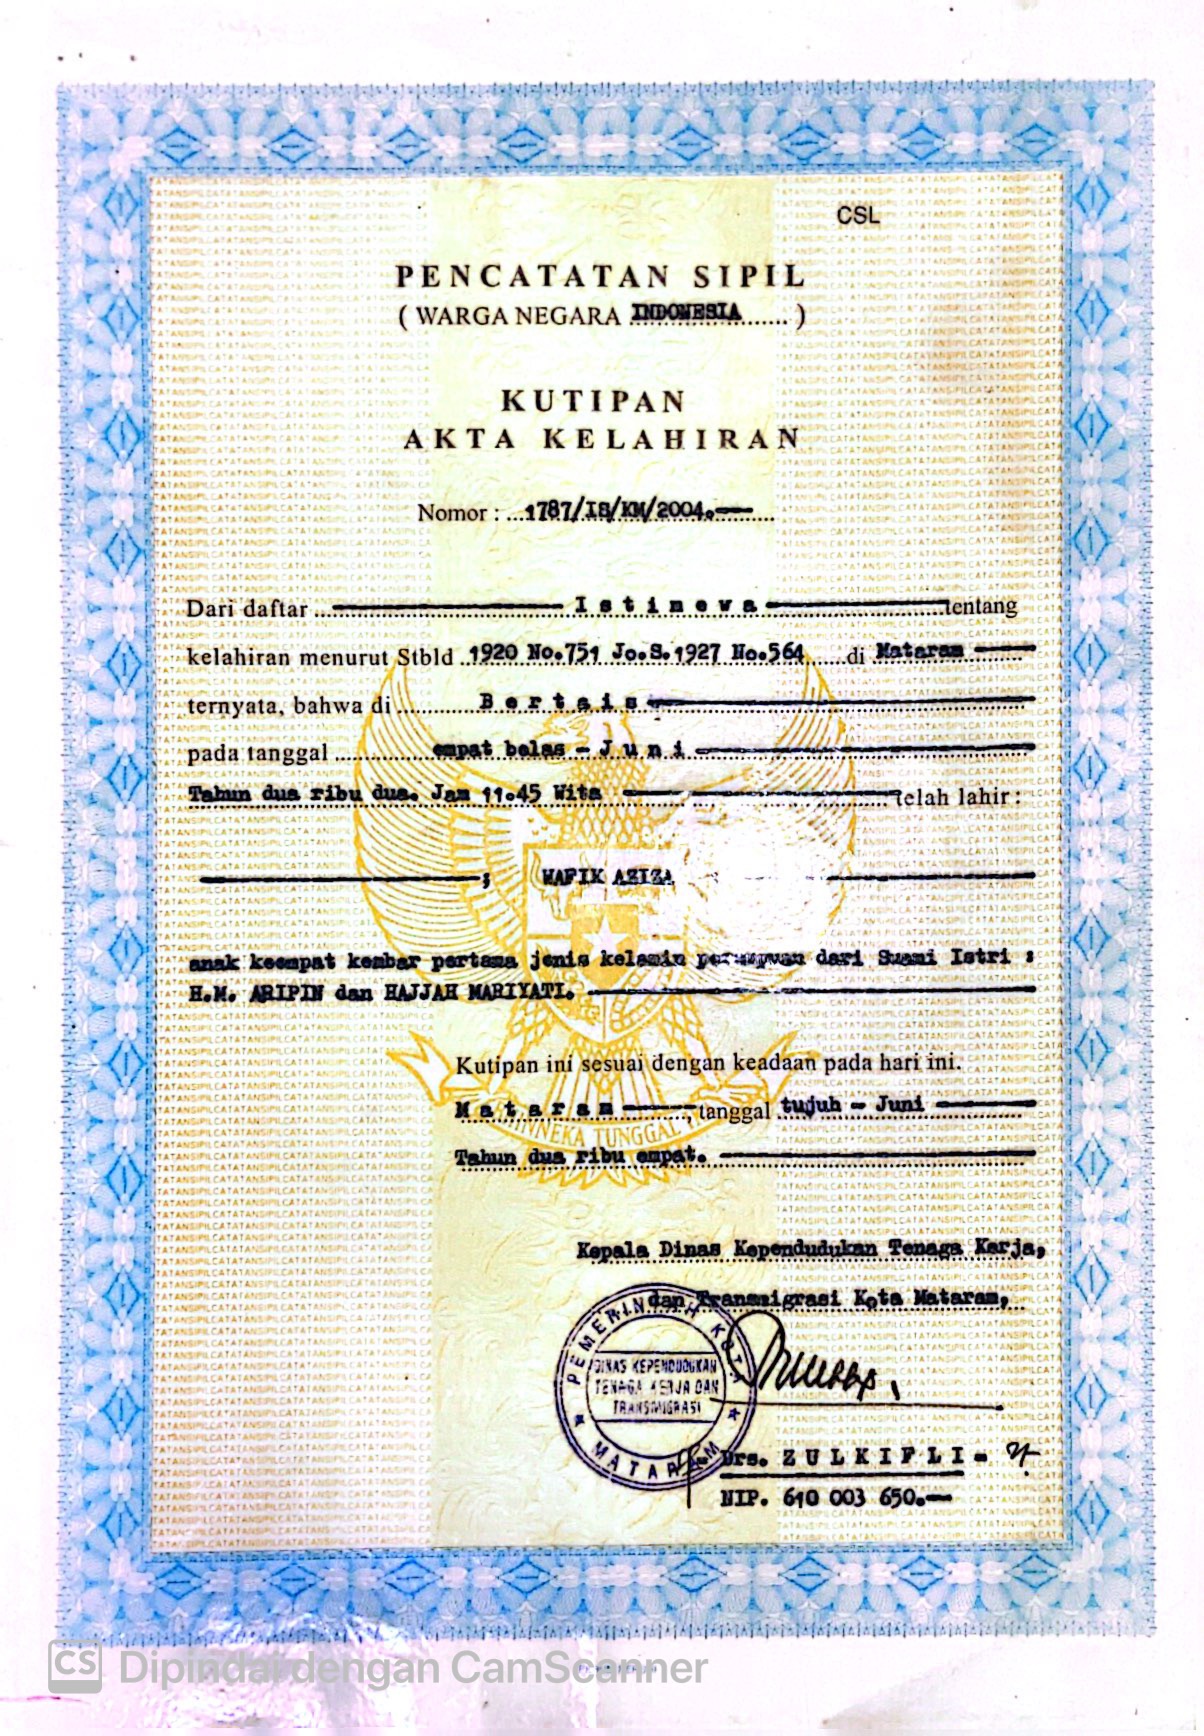 CSL
PENCATATAN SIPIL
( WARGA NEGARA INDONESIA )
KUTIPAN
AKTA KELAHIRAN
Nomor : 1787/IS/KM/2004.-
Dari daftar Istimewa tentang
kelahiran menurut Stbld 1920 No.751 Jo.S.1927 No.564 di Mataram
ternyata, bahwa di Bertais
pada tanggal empat belas - Juni
Tahun dua ribu dua. Jam 11.45 Wita telah lahir :
; WAFIK AZIZA
anak keempat kembar pertama jenis kelamin perempuan dari Suami Istri :
H.M. ARIPIN dan HAJJAH MARIYATI.
Kutipan ini sesuai dengan keadaan pada hari ini.
Mataram, tanggal tujuh - Juni
Tahun dua ribu empat.
BHINNEKA TUNGGAL
Kepala Dinas Kependudukan Tenaga Kerja,
dan Transmigrasi Kota Mataram,
PEMERINTAH KOTA
DINAS KEPENDUDUKAN
TENAGA KERJA DAN
TRANSMIGRASI
MATARAM
Drs. ZULKIFLI -
NIP. 610 003 650.-
CS Dipindai dengan CamScanner